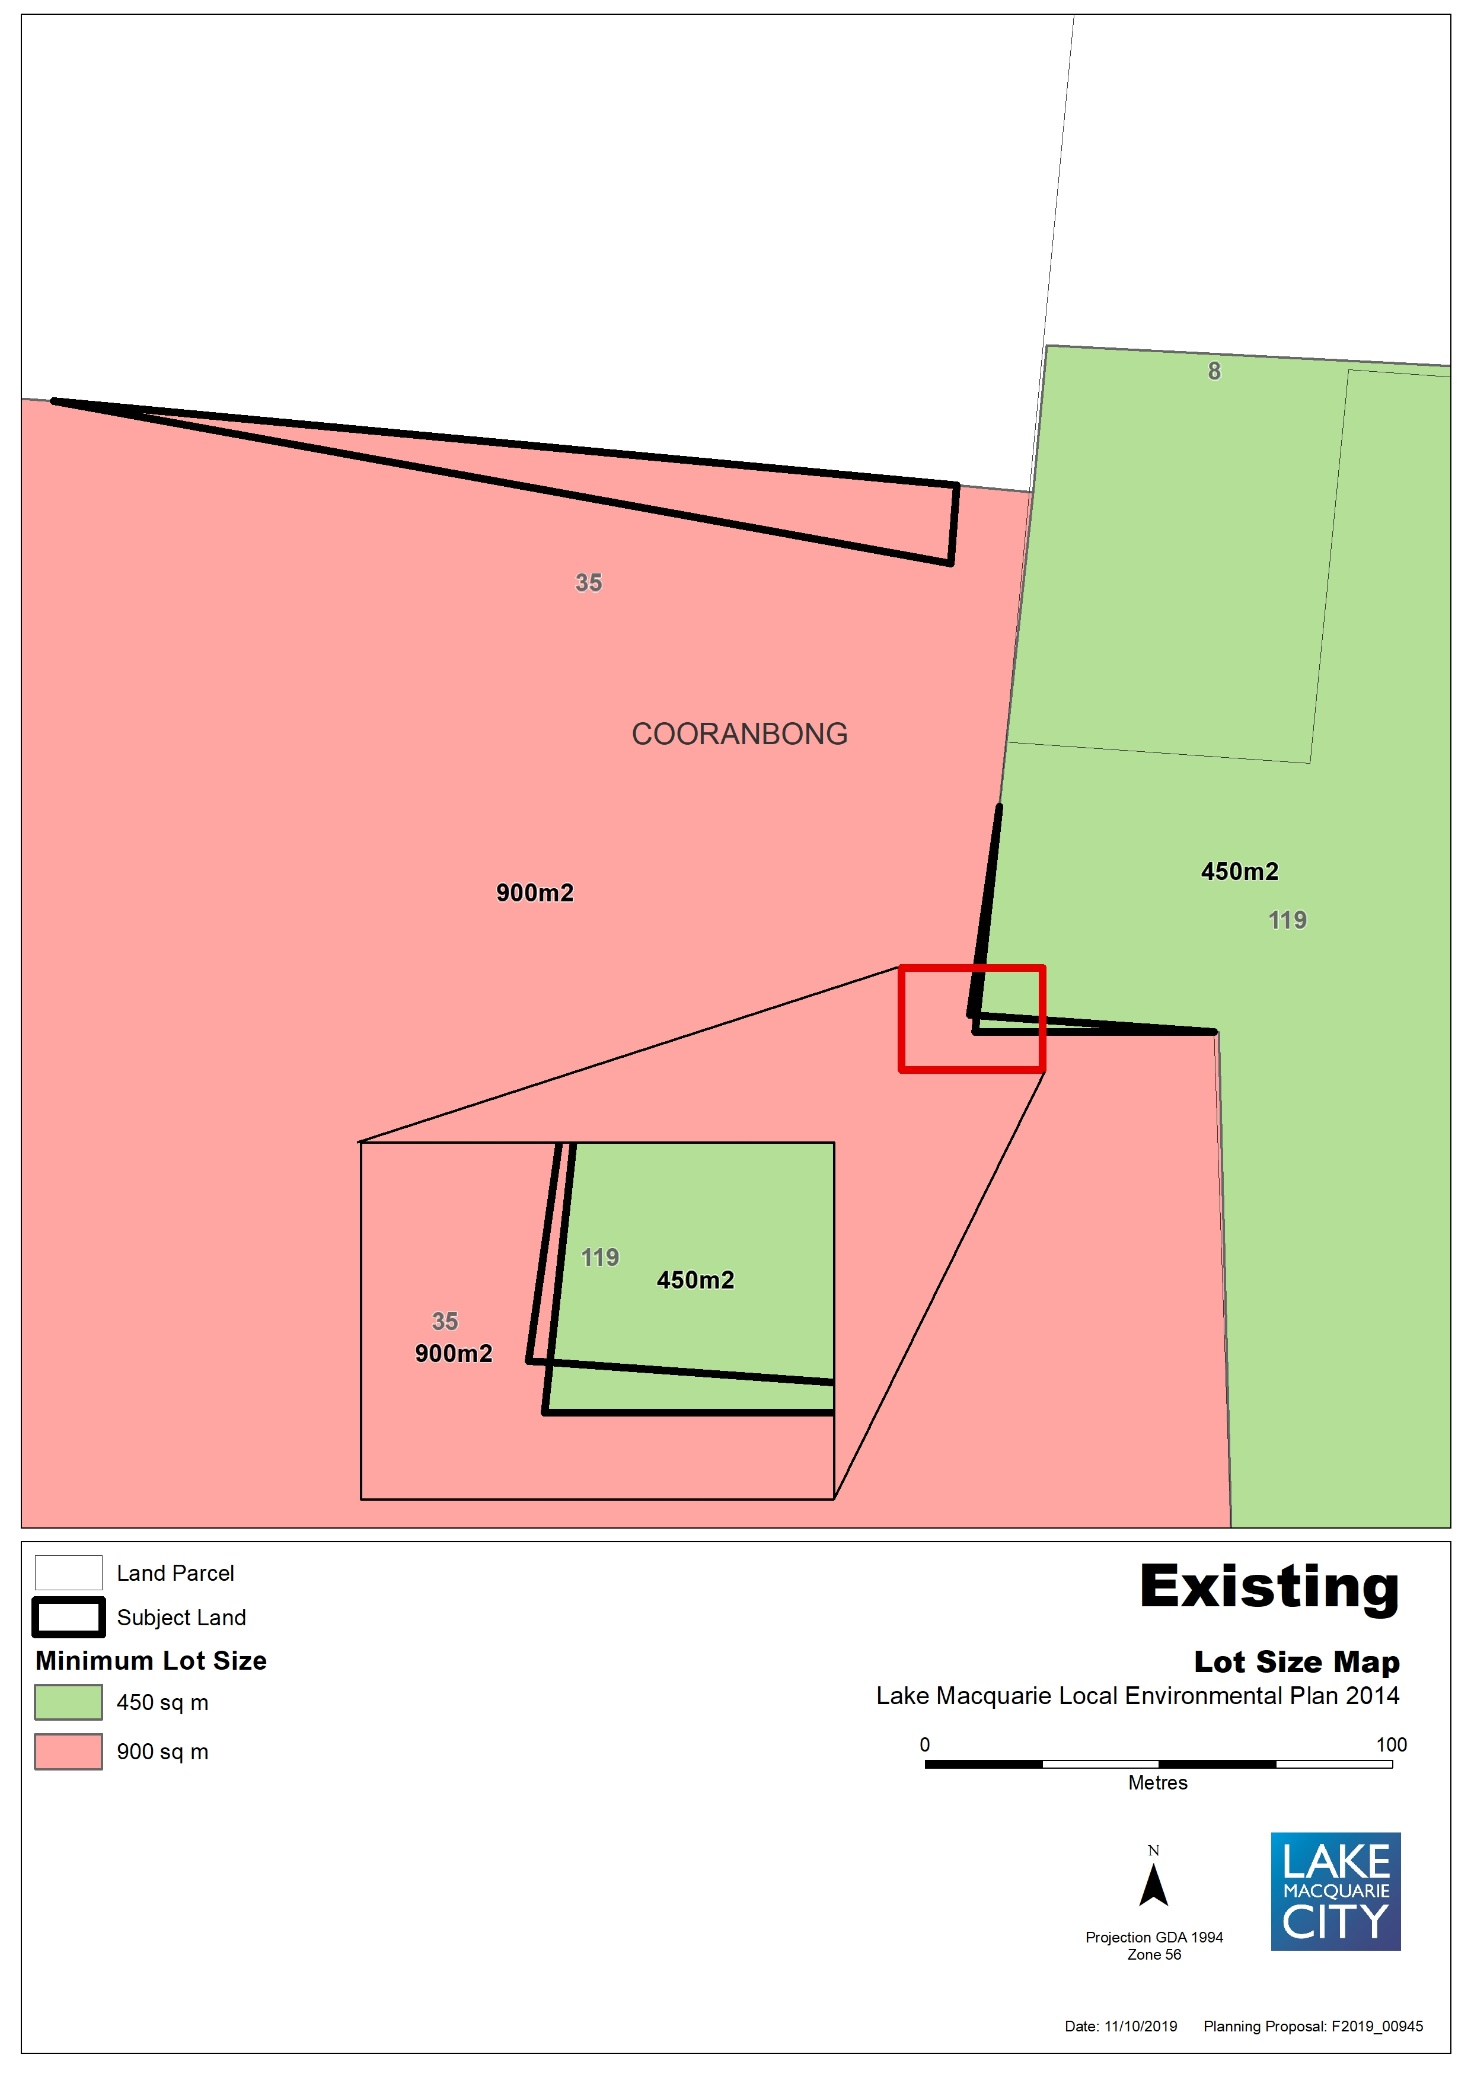 8
35
COORANBONG
450m2
900m2
119
119
450m2
35
900m2
Land Parcel
Subject Land
Minimum Lot Size
450 sq m
900 sq m
Existing
Lot Size Map
Lake Macquarie Local Environmental Plan 2014
0 100
Metres
N
Projection GDA 1994
Zone 56
LAKE
MACQUARIE
CITY
Date: 11/10/2019 Planning Proposal: F2019_00945